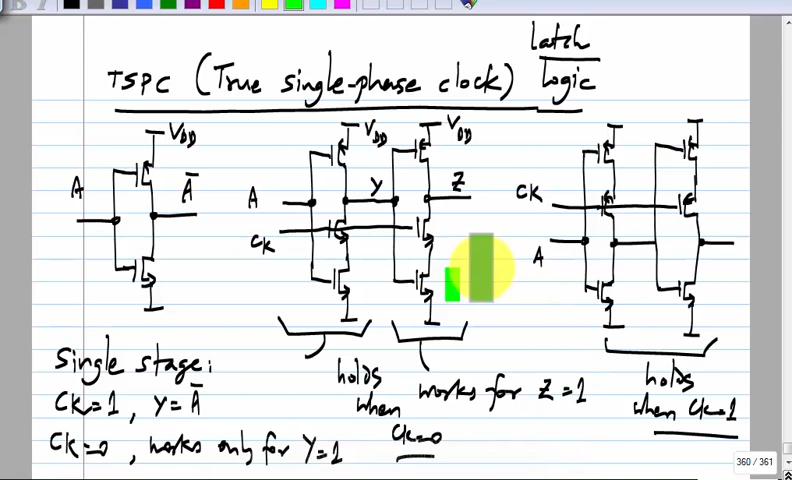 TSPC (True single-phase clock) latch logic
VDD
VDD
VDD
A
Ā
A
Y
Z
CK
CK
A
Single stage:
CK=1, Y=Ā
CK=0, works only for Y=1
holds when CK=0
works for Z=1
holds when CK=1
360 / 361